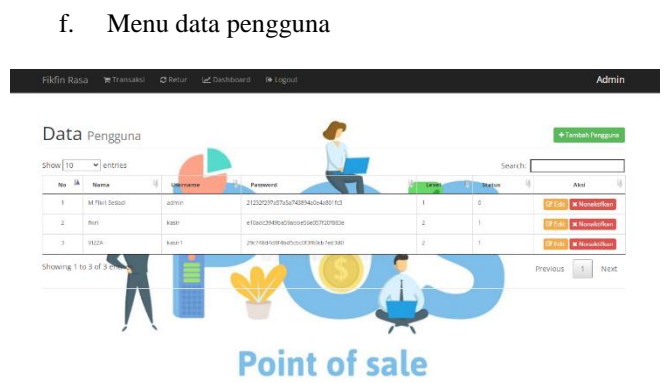 f. Menu data pengguna
Fikfin Rasa Transaksi Retur Dashboard Logout Admin
Data Pengguna Tambah Pengguna
Show 10 entries Search:
No Nama Username Password Level Status Aksi
1 M Fikri Setiadi admin 1 0 Edit Nonaktifkan
2 fikri kasir 2 1 Edit Nonaktifkan
3 kasir1 2 1 Edit Nonaktifkan
Showing 1 to 3 of 3 entries Previous 1 Next
POS
Point of sale